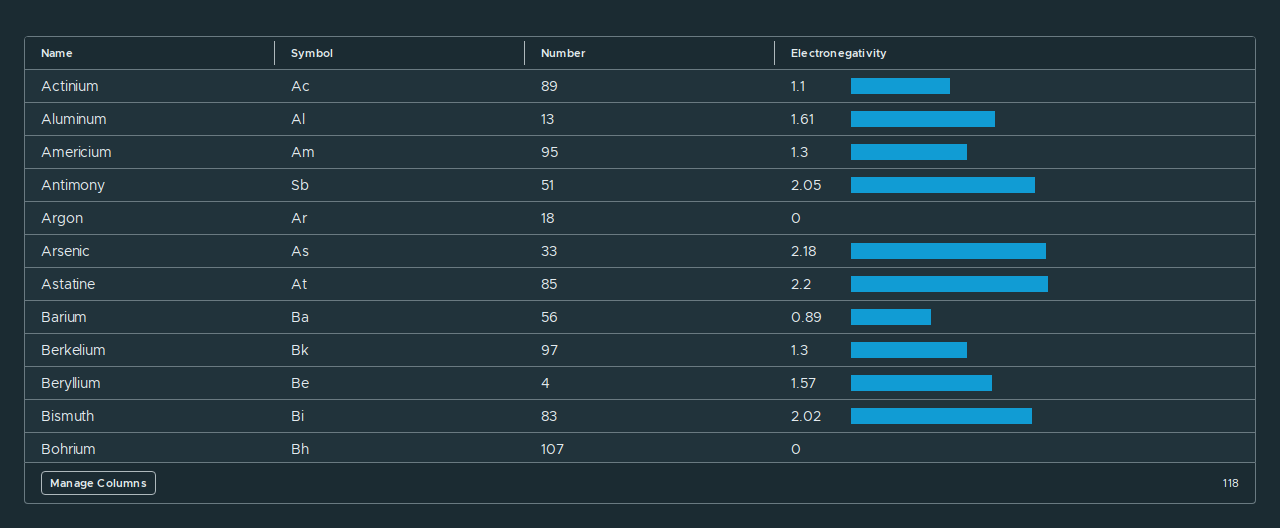 Name Symbol Number Electronegativity
Actinium Ac 89 1.1
Aluminum Al 13 1.61
Americium Am 95 1.3
Antimony Sb 51 2.05
Argon Ar 18 0
Arsenic As 33 2.18
Astatine At 85 2.2
Barium Ba 56 0.89
Berkelium Bk 97 1.3
Beryllium Be 4 1.57
Bismuth Bi 83 2.02
Bohrium Bh 107 0
Manage Columns 118